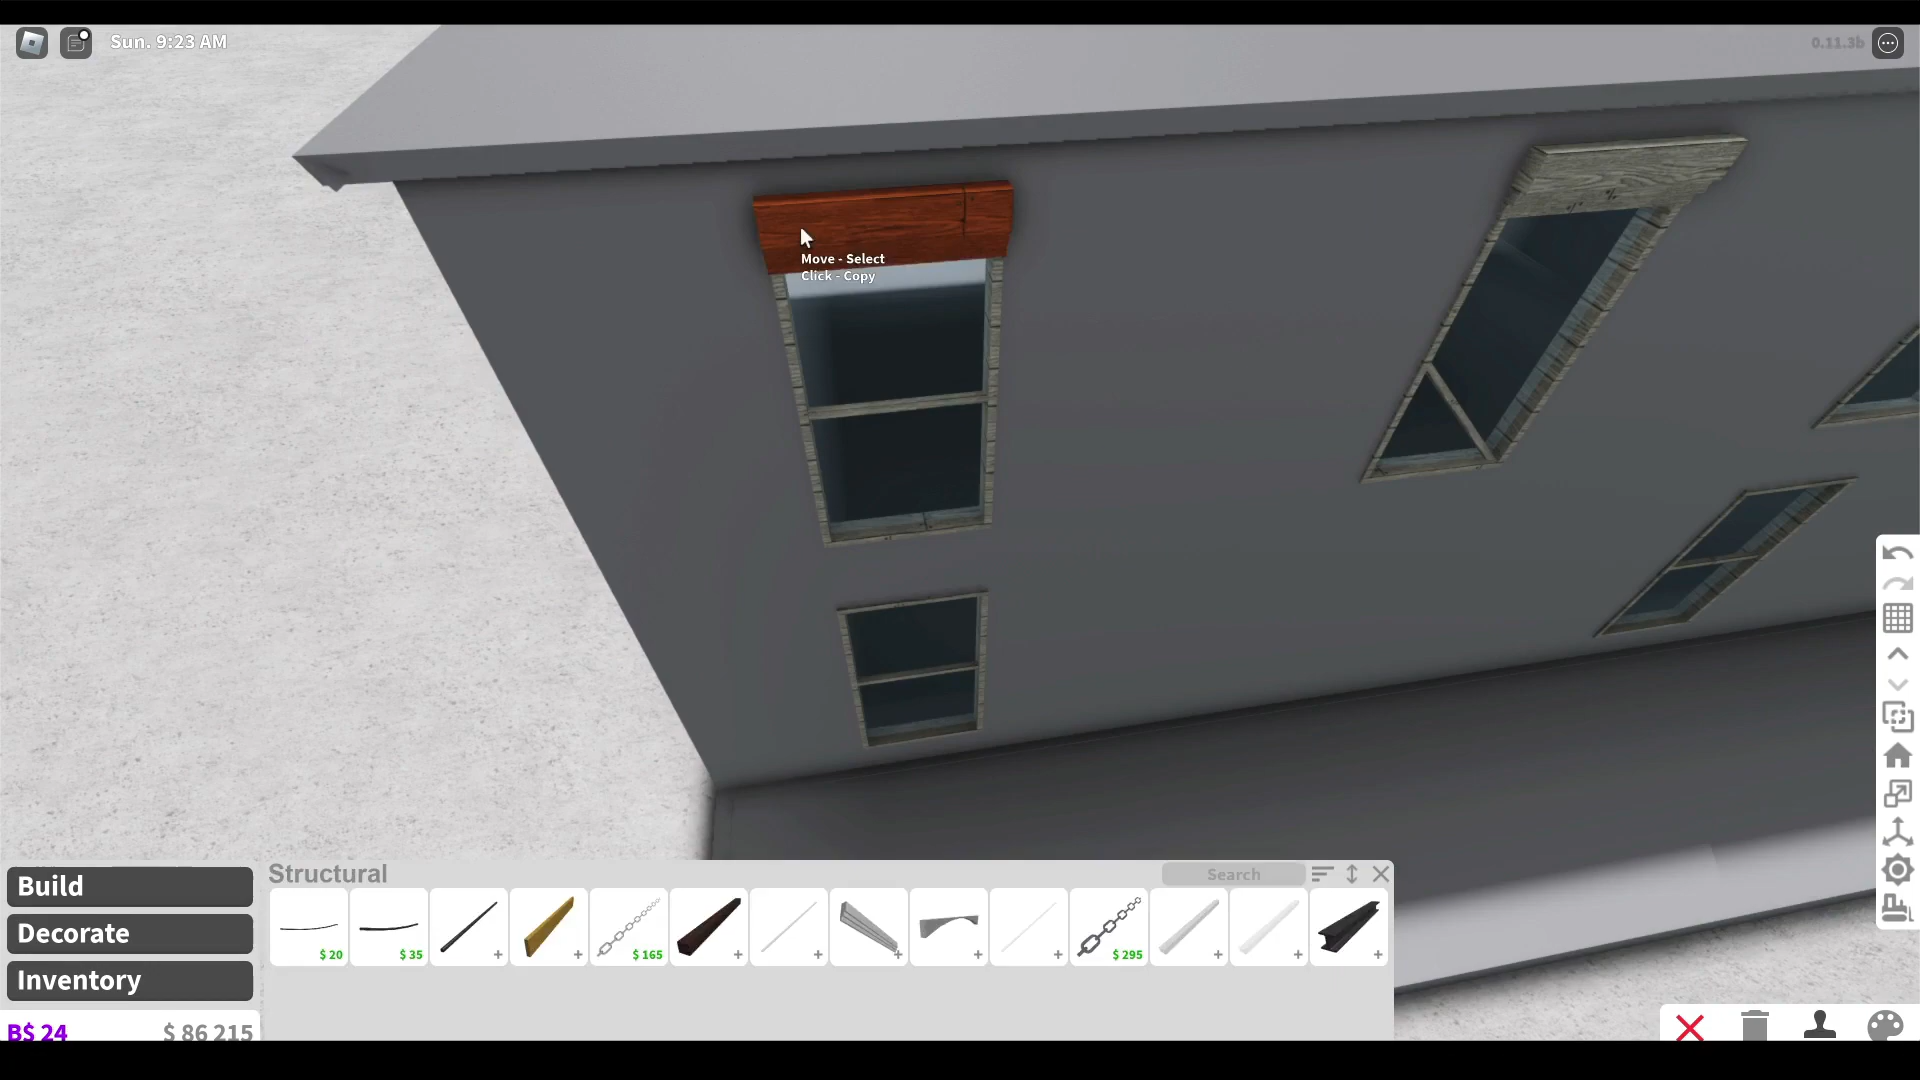 Sun. 9:23 AM
0.11.3b
Move - Select
Click - Copy
Build
Decorate
Inventory
B$ 24
$ 86 215
Structural
Search
$ 20
$ 35
$ 165
$ 295